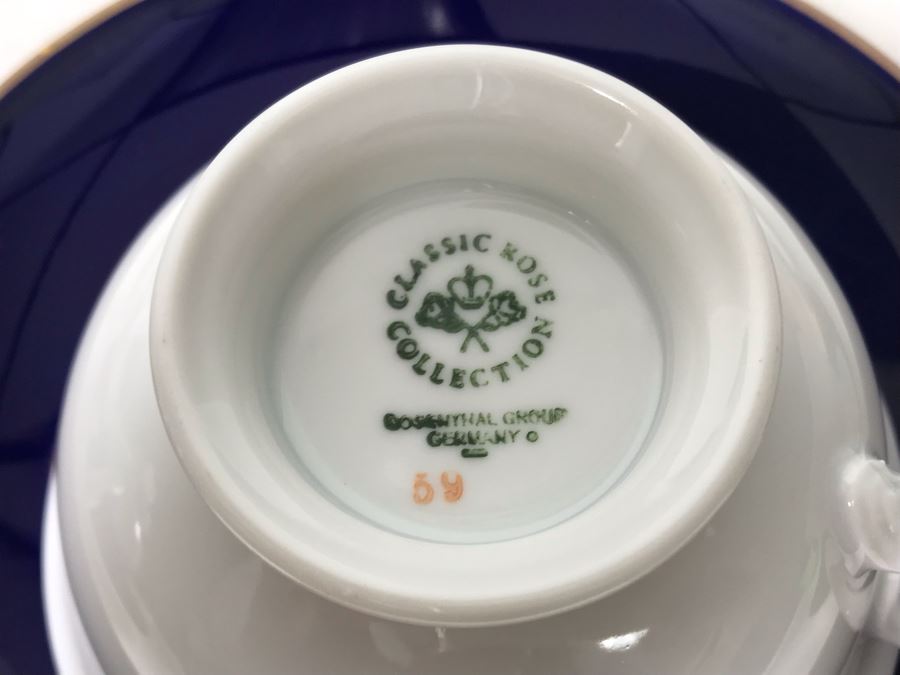 CLASSIC ROSE
COLLECTION
ROSENTHAL GROUP
GERMANY
59